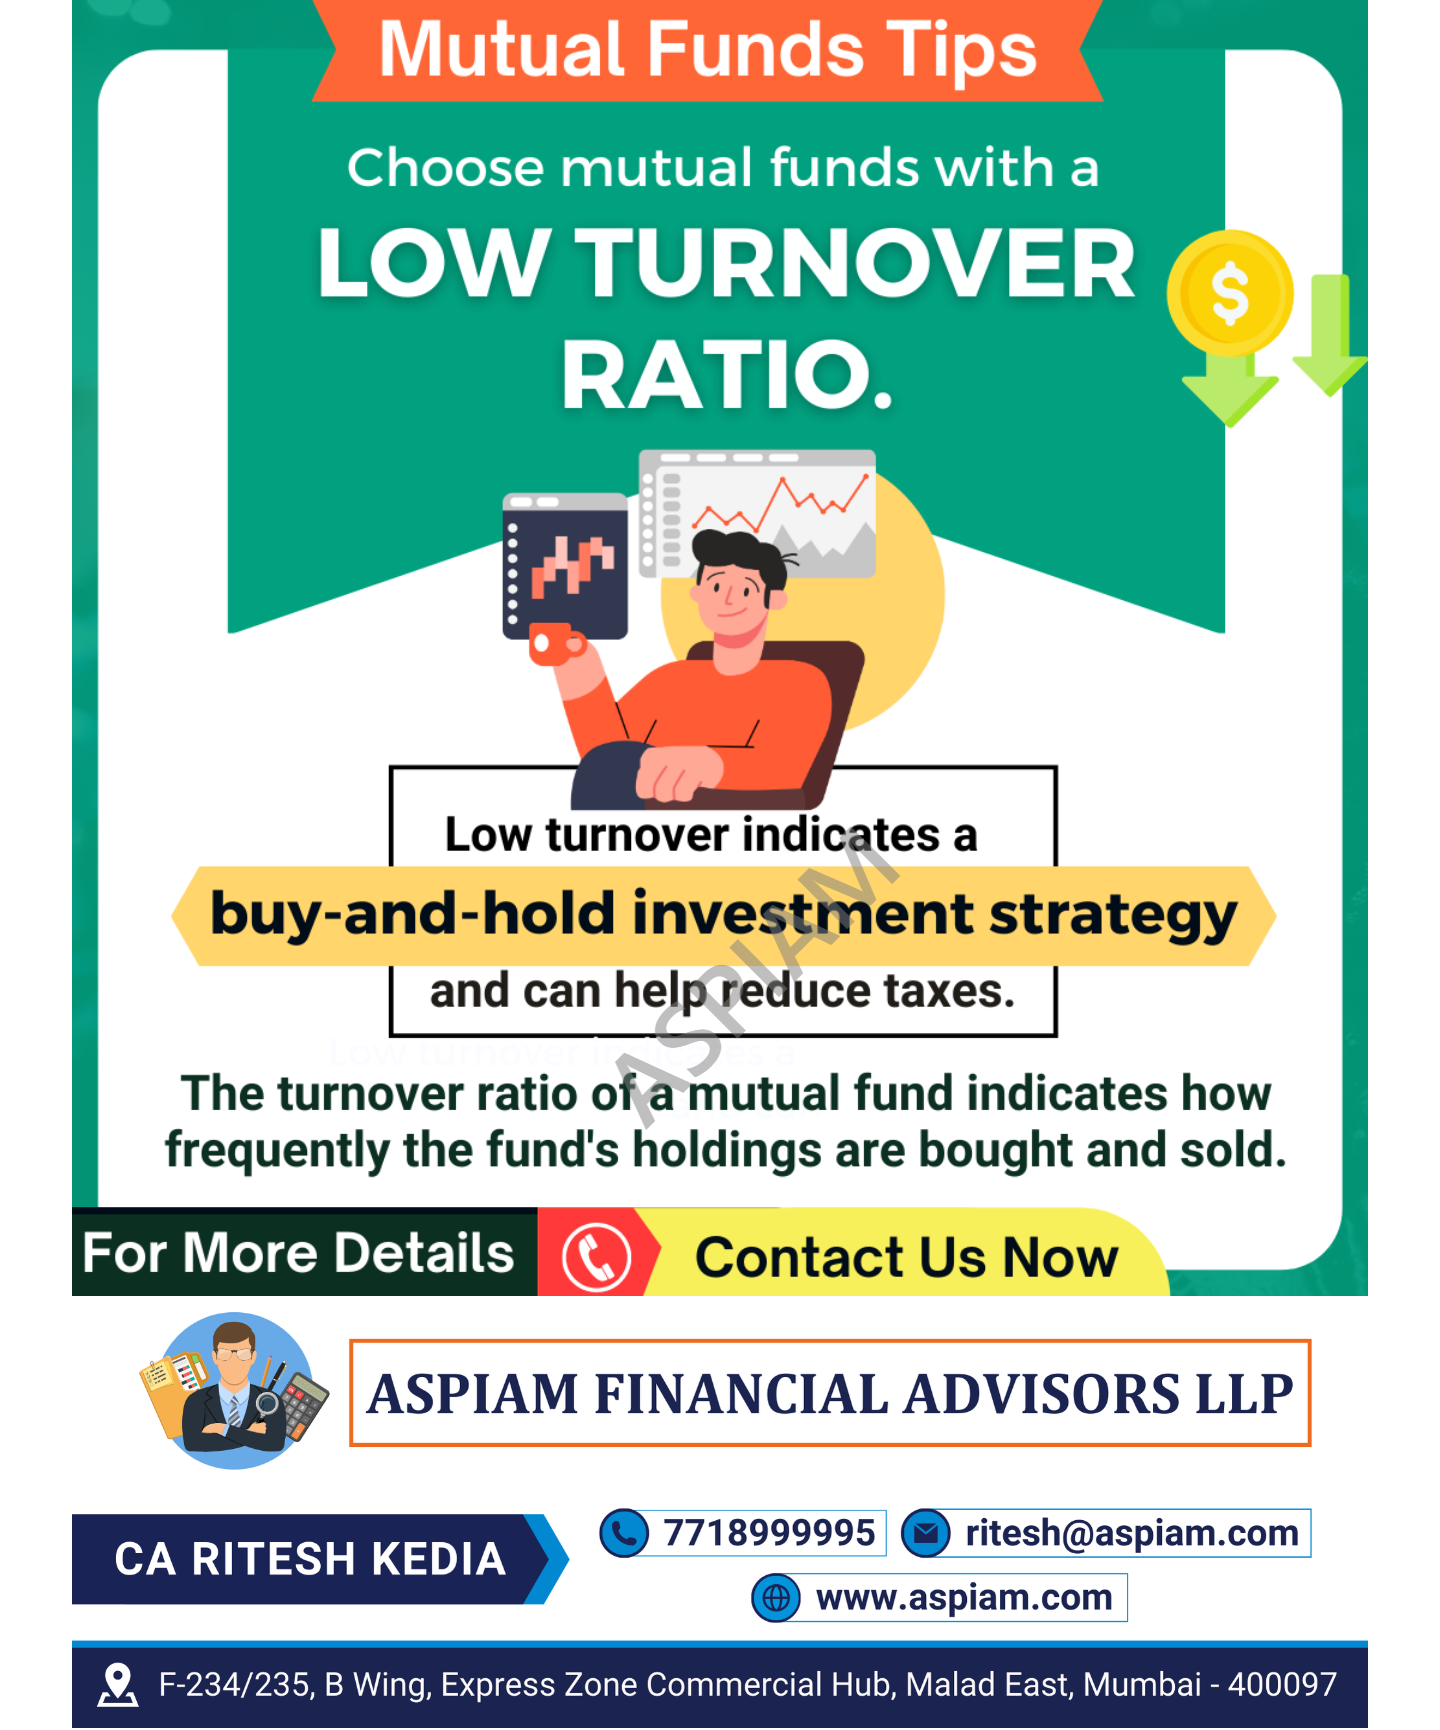 Mutual Funds Tips
Choose mutual funds with a
LOW TURNOVER
RATIO.
$
Low turnover indicates a
buy-and-hold investment strategy
and can help reduce taxes.
ASPIAM
Low turnover indicates a
The turnover ratio of a mutual fund indicates how
frequently the fund's holdings are bought and sold.
For More Details
Contact Us Now
ASPIAM FINANCIAL ADVISORS LLP
CA RITESH KEDIA
7718999995
ritesh@aspiam.com
www.aspiam.com
F-234/235, B Wing, Express Zone Commercial Hub, Malad East, Mumbai - 400097